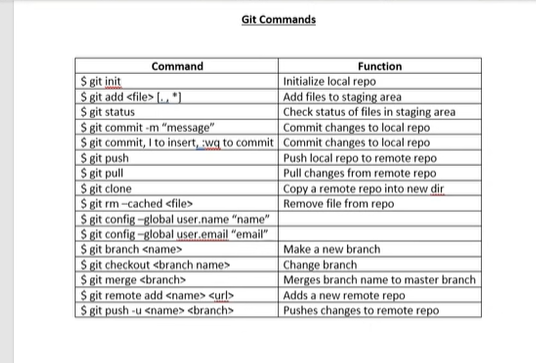 Git Commands
Command Function
$ git init Initialize local repo
$ git add <file> [. , *] Add files to staging area
$ git status Check status of files in staging area
$ git commit -m “message” Commit changes to local repo
$ git commit, I to insert, :wq to commit Commit changes to local repo
$ git push Push local repo to remote repo
$ git pull Pull changes from remote repo
$ git clone Copy a remote repo into new dir
$ git rm –cached <file> Remove file from repo
$ git config –global user.name “name”
$ git config –global user.email “email”
$ git branch <name> Make a new branch
$ git checkout <branch name> Change branch
$ git merge <branch> Merges branch name to master branch
$ git remote add <name> <url> Adds a new remote repo
$ git push -u <name> <branch> Pushes changes to remote repo